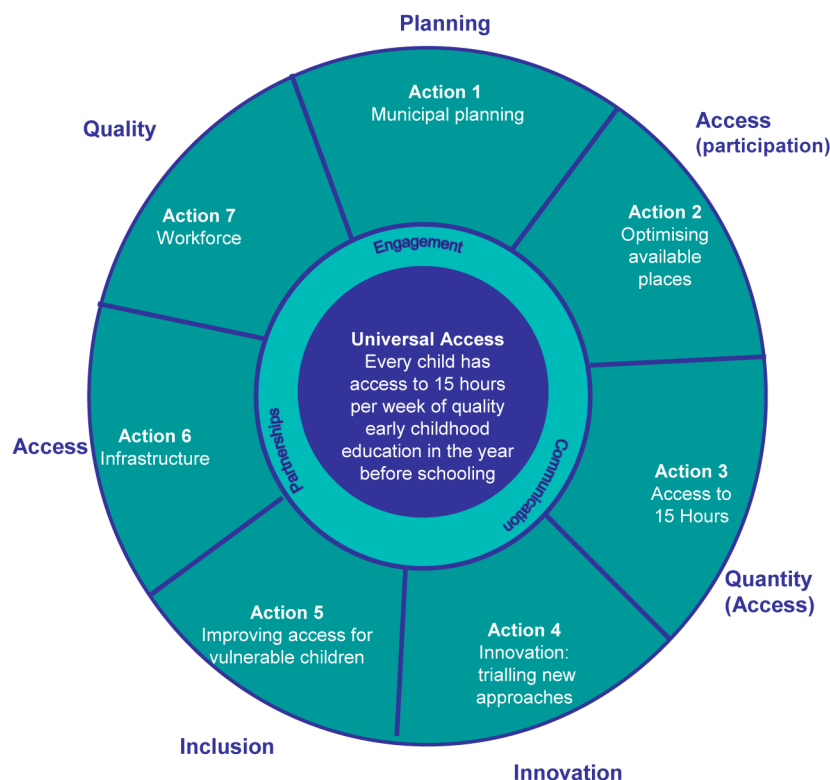 Planning
Action 1
Municipal planning
Access
(participation)
Action 2
Optimising
available
places
Action 3
Access to
15 Hours
Quantity
(Access)
Action 4
Innovation:
trialling new
approaches
Innovation
Action 5
Improving access for
vulnerable children
Inclusion
Action 6
Infrastructure
Access
Action 7
Workforce
Quality
Engagement
Communication
Partnerships
Universal Access
Every child has
access to 15 hours
per week of quality
early childhood
education in the year
before schooling